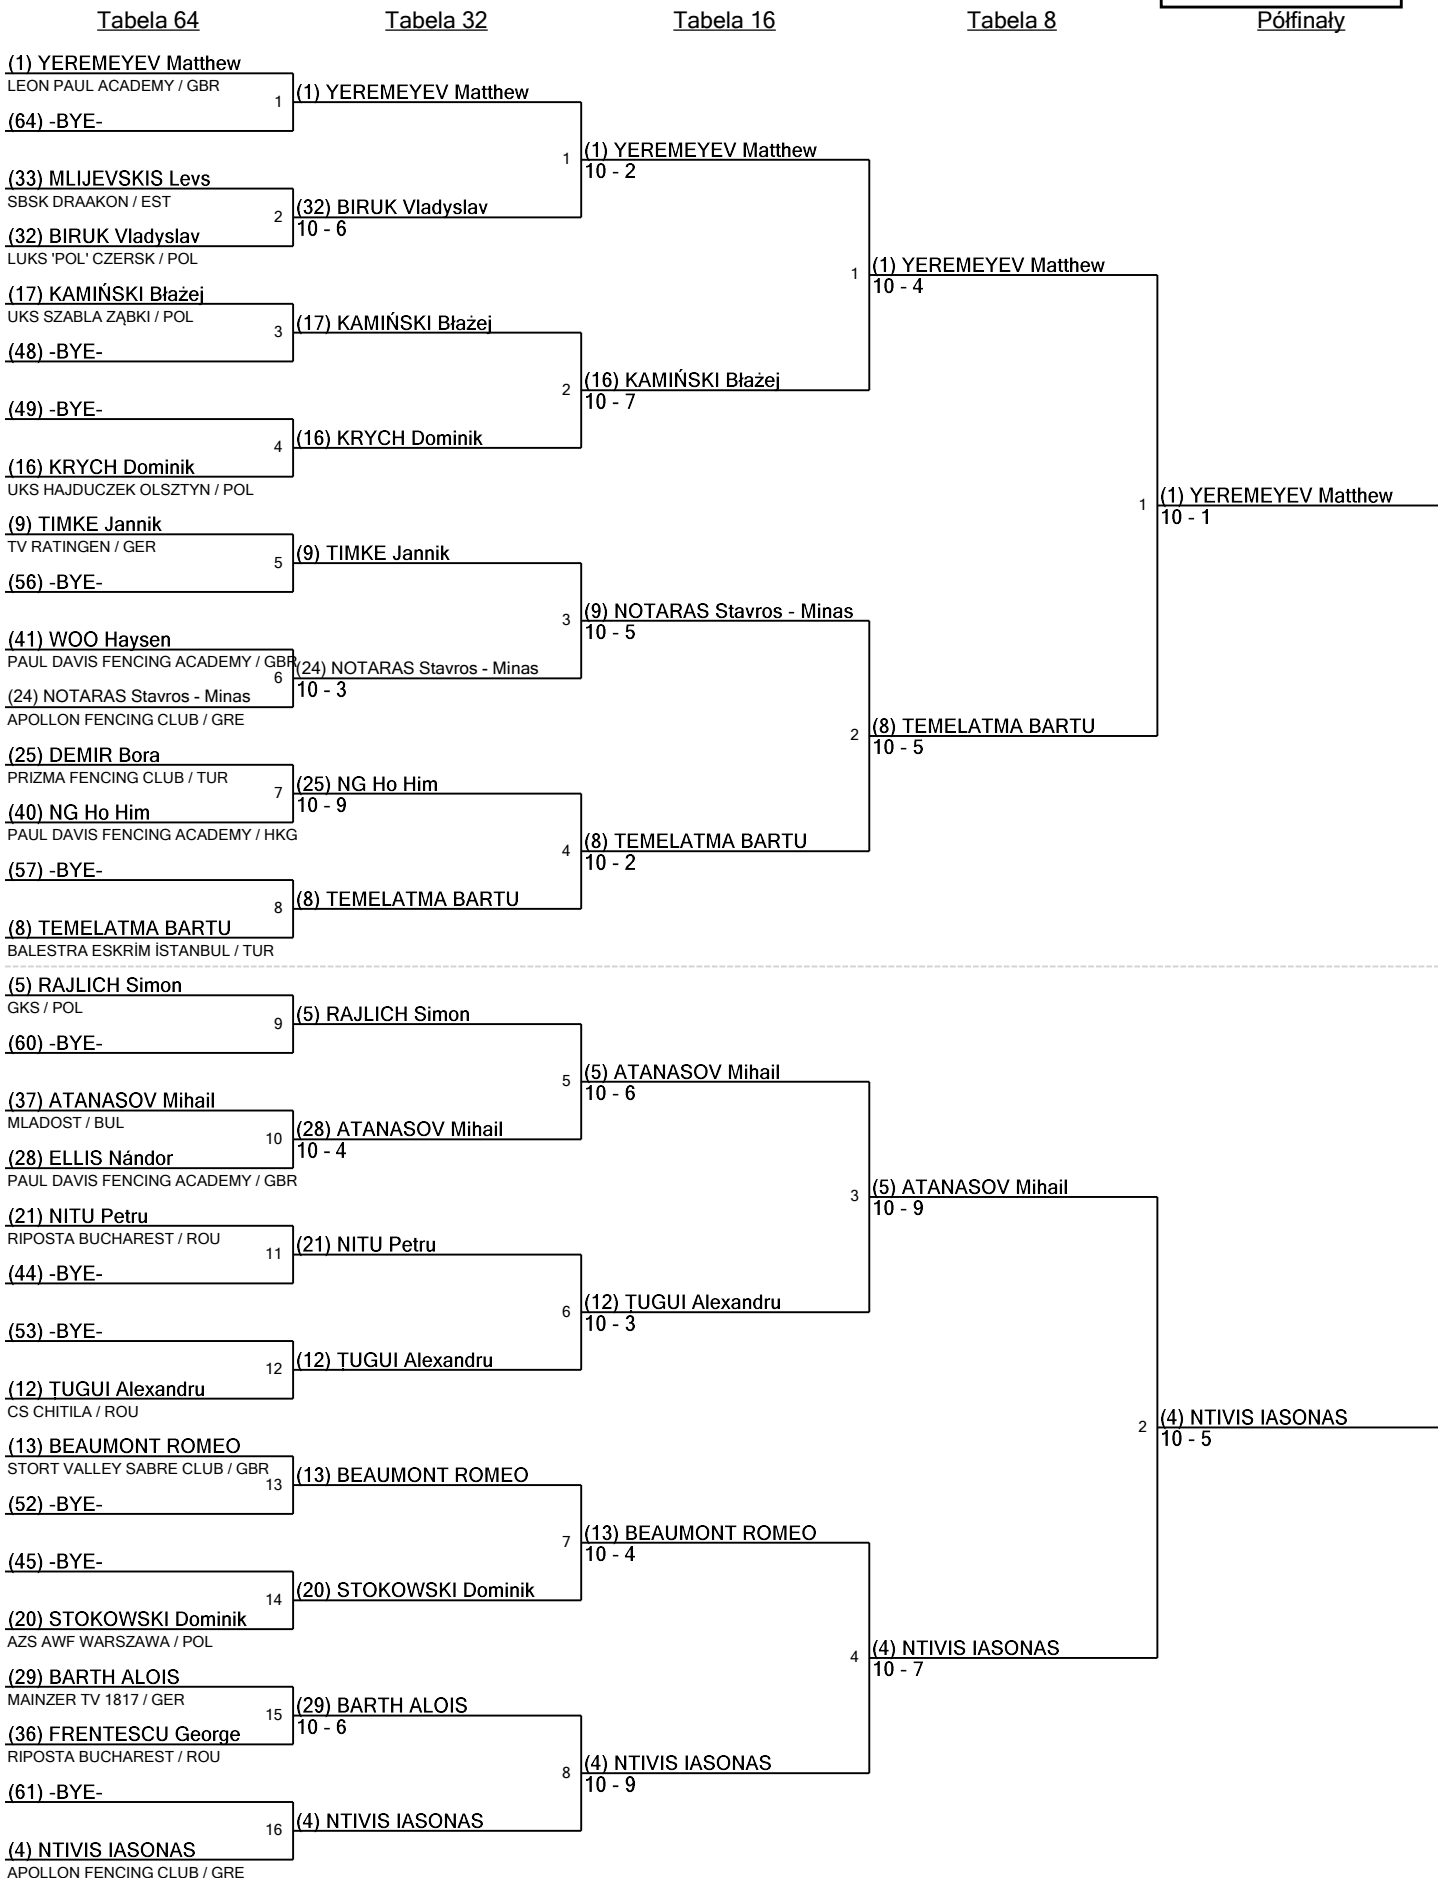 Tabela 64
Tabela 32
Tabela 16
Tabela 8
Półfinały
(1) YEREMEYEV Matthew
LEON PAUL ACADEMY / GBR
1
(64) -BYE-
(33) MLIJEVSKIS Levs
SBSK DRAAKON / EST
2
(32) BIRUK Vladyslav
LUKS 'POL' CZERSK / POL
(17) KAMIŃSKI Błażej
UKS SZABLA ZĄBKI / POL
3
(48) -BYE-
(49) -BYE-
4
(16) KRYCH Dominik
UKS HAJDUCZEK OLSZTYN / POL
(9) TIMKE Jannik
TV RATINGEN / GER
5
(56) -BYE-
(41) WOO Haysen
PAUL DAVIS FENCING ACADEMY / GBR
6
(24) NOTARAS Stavros - Minas
APOLLON FENCING CLUB / GRE
(25) DEMIR Bora
PRIZMA FENCING CLUB / TUR
7
(40) NG Ho Him
PAUL DAVIS FENCING ACADEMY / HKG
(57) -BYE-
8
(8) TEMELATMA BARTU
BALESTRA ESKRİM İSTANBUL / TUR
(5) RAJLICH Simon
GKS / POL
9
(60) -BYE-
(37) ATANASOV Mihail
MLADOST / BUL
10
(28) ELLIS Nándor
PAUL DAVIS FENCING ACADEMY / GBR
(21) NITU Petru
RIPOSTA BUCHAREST / ROU
11
(44) -BYE-
(53) -BYE-
12
(12) ȚUGUI Alexandru
CS CHITILA / ROU
(13) BEAUMONT ROMEO
STORT VALLEY SABRE CLUB / GBR
13
(52) -BYE-
(45) -BYE-
14
(20) STOKOWSKI Dominik
AZS AWF WARSZAWA / POL
(29) BARTH ALOIS
MAINZER TV 1817 / GER
15
(36) FRENTESCU George
RIPOSTA BUCHAREST / ROU
(61) -BYE-
16
(4) NTIVIS IASONAS
APOLLON FENCING CLUB / GRE
(1) YEREMEYEV Matthew
1
(32) BIRUK Vladyslav
10 - 6
(17) KAMIŃSKI Błażej
2
(16) KRYCH Dominik
(9) TIMKE Jannik
3
(24) NOTARAS Stavros - Minas
10 - 3
(25) NG Ho Him
10 - 9
4
(8) TEMELATMA BARTU
(5) RAJLICH Simon
5
(28) ATANASOV Mihail
10 - 4
(21) NITU Petru
6
(12) ȚUGUI Alexandru
(13) BEAUMONT ROMEO
7
(20) STOKOWSKI Dominik
(29) BARTH ALOIS
10 - 6
8
(4) NTIVIS IASONAS
(1) YEREMEYEV Matthew
10 - 2
1
(16) KAMIŃSKI Błażej
10 - 7
(9) NOTARAS Stavros - Minas
10 - 5
2
(8) TEMELATMA BARTU
10 - 2
(5) ATANASOV Mihail
10 - 6
3
(12) ȚUGUI Alexandru
10 - 3
(13) BEAUMONT ROMEO
10 - 4
4
(4) NTIVIS IASONAS
10 - 9
(1) YEREMEYEV Matthew
10 - 4
1
(8) TEMELATMA BARTU
10 - 5
(5) ATANASOV Mihail
10 - 9
2
(4) NTIVIS IASONAS
10 - 7
(1) YEREMEYEV Matthew
10 - 1
(4) NTIVIS IASONAS
10 - 5